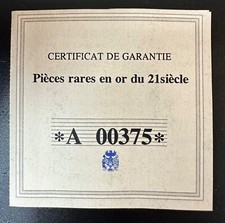 CERTIFICAT DE GARANTIE
Pièces rares en or du 21siècle
*A 00375*